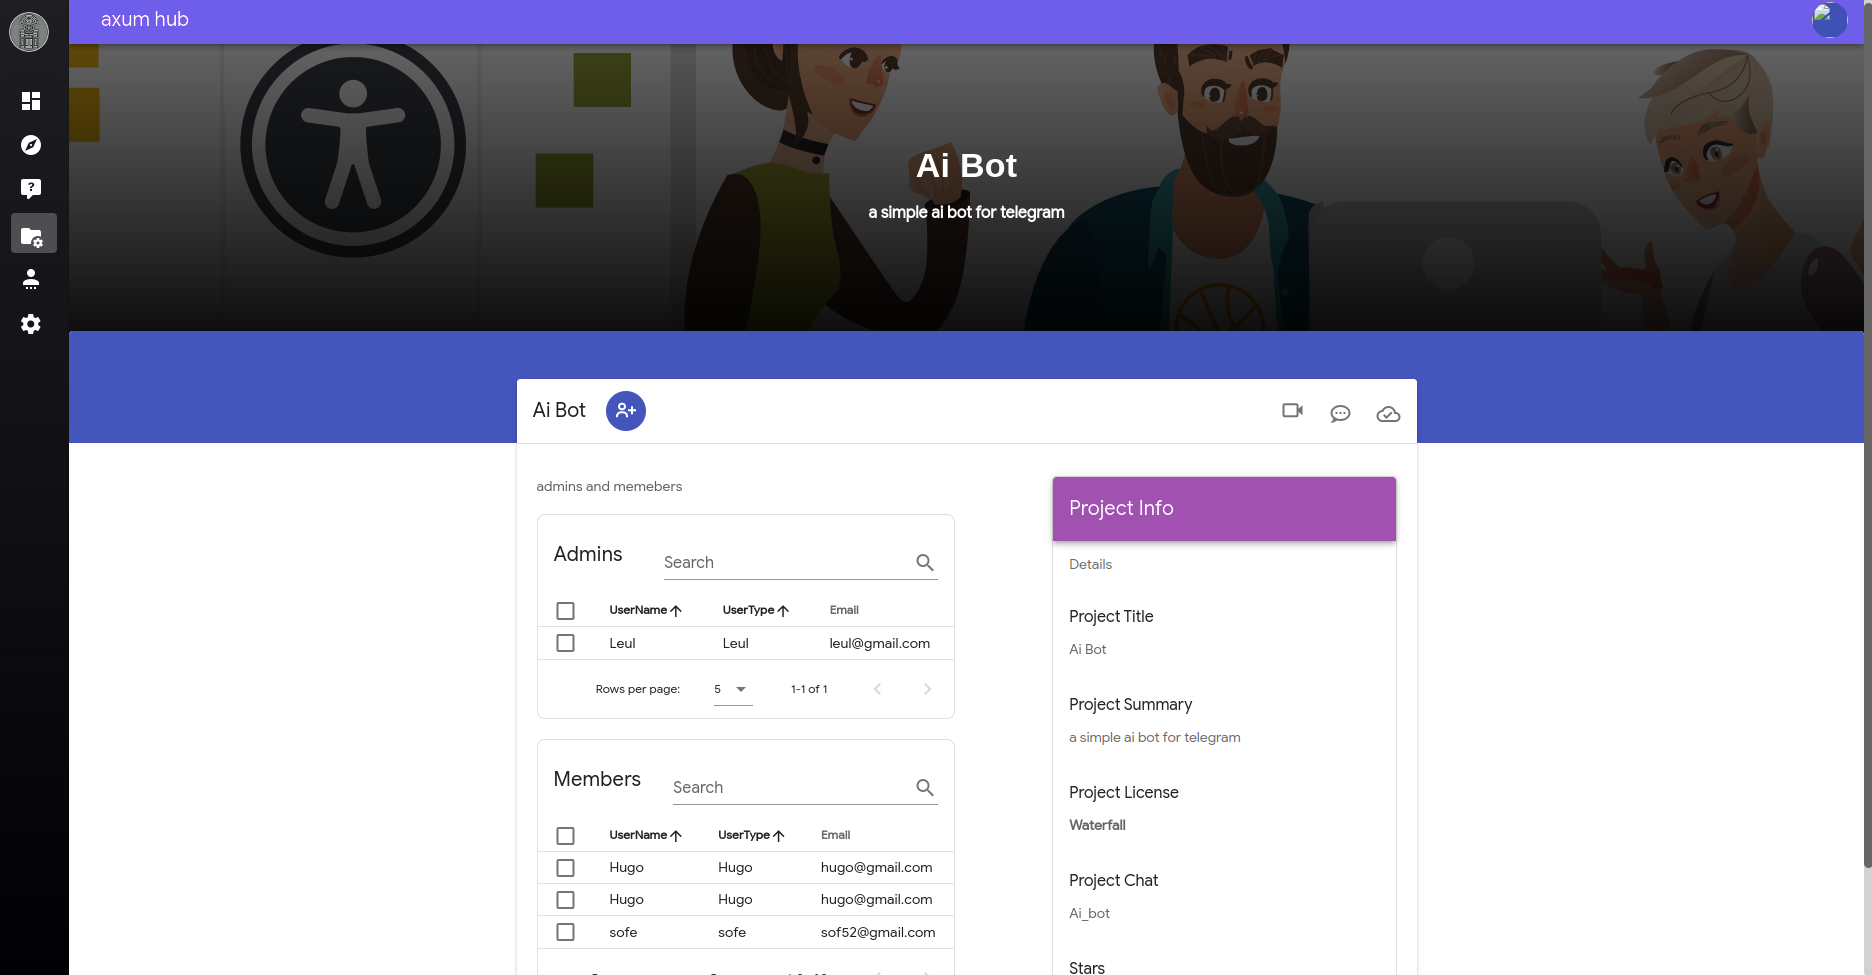 axum hub
Ai Bot
a simple ai bot for telegram
Ai Bot
admins and memebers
Admins
Search
UserName UserType Email
Leul Leul leul@gmail.com
Rows per page: 5 1-1 of 1
Members
Search
UserName UserType Email
Hugo Hugo hugo@gmail.com
Hugo Hugo hugo@gmail.com
sofe sofe sof52@gmail.com
Project Info
Details
Project Title
Ai Bot
Project Summary
a simple ai bot for telegram
Project License
Waterfall
Project Chat
Ai_bot
Stars